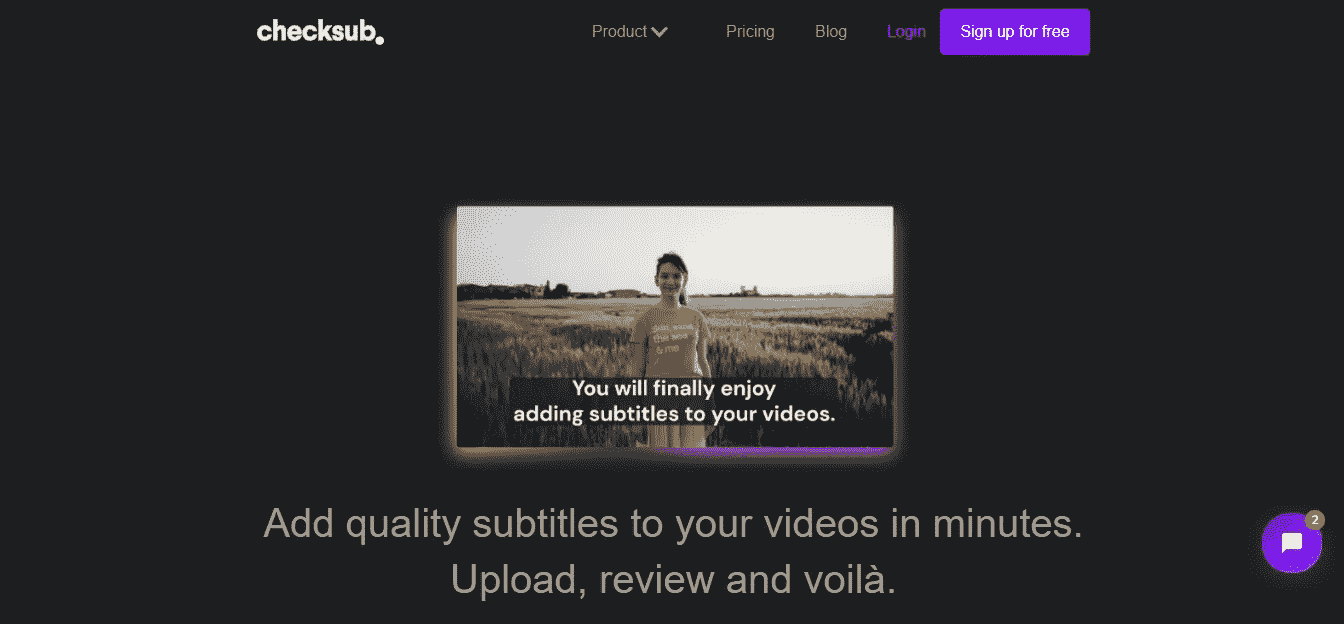 checksub.
Product
Pricing
Blog
Login
Sign up for free
You will finally enjoy
adding subtitles to your videos.
Add quality subtitles to your videos in minutes.
Upload, review and voilà.
2